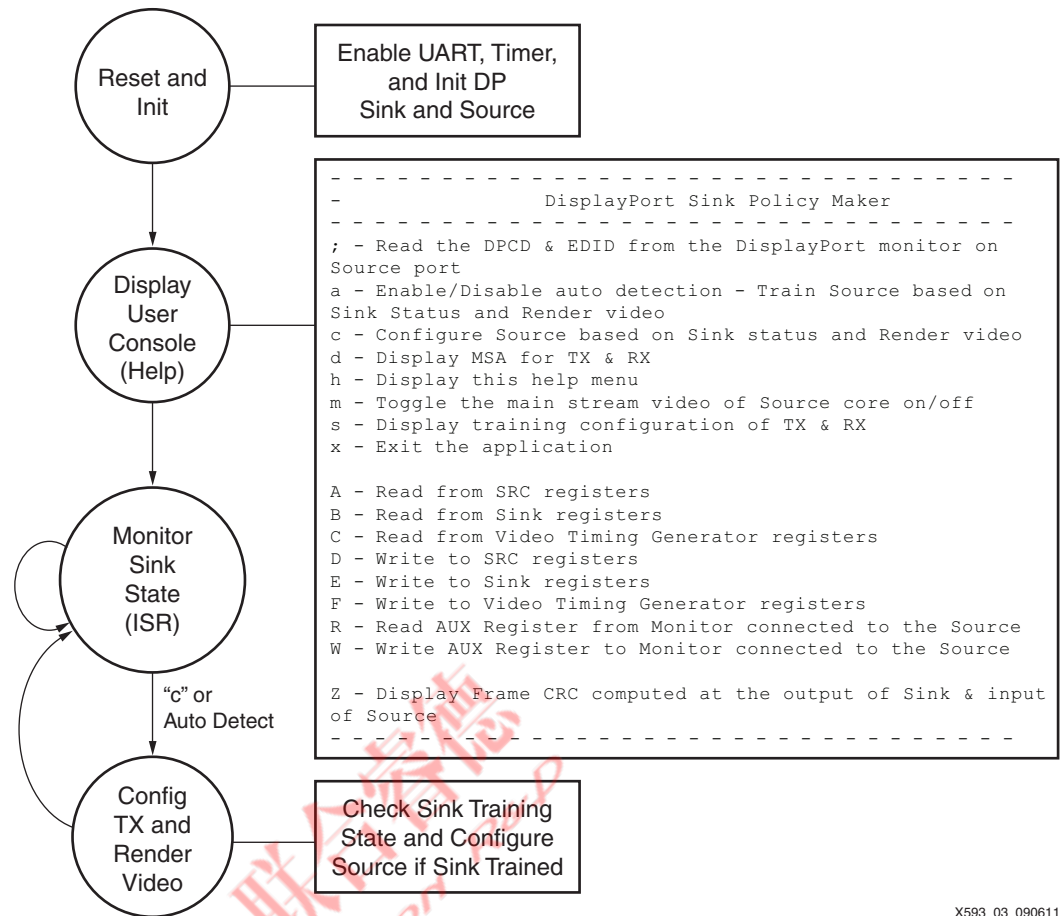 Reset and
Init
Enable UART, Timer,
and Init DP
Sink and Source
Display
User
Console
(Help)
- - - - - - - - - - - - - - - - - - - - - - - - - - - - - - -
- DisplayPort Sink Policy Maker
- - - - - - - - - - - - - - - - - - - - - - - - - - - - - - -
; - Read the DPCD & EDID from the DisplayPort monitor on
Source port
a - Enable/Disable auto detection - Train Source based on
Sink Status and Render video
c - Configure Source based on Sink status and Render video
d - Display MSA for TX & RX
h - Display this help menu
m - Toggle the main stream video of Source core on/off
s - Display training configuration of TX & RX
x - Exit the application
A - Read from SRC registers
B - Read from Sink registers
C - Read from Video Timing Generator registers
D - Write to SRC registers
E - Write to Sink registers
F - Write to Video Timing Generator registers
R - Read AUX Register from Monitor connected to the Source
W - Write AUX Register to Monitor connected to the Source
Z - Display Frame CRC computed at the output of Sink & input
of Source
- - - - - - - - - - - - - - - - - - - - - - - - - - - - - - -
Monitor
Sink
State
(ISR)
“c” or
Auto Detect
Config
TX and
Render
Video
Check Sink Training
State and Configure
Source if Sink Trained
联合睿德
R&D
X593_03_090611